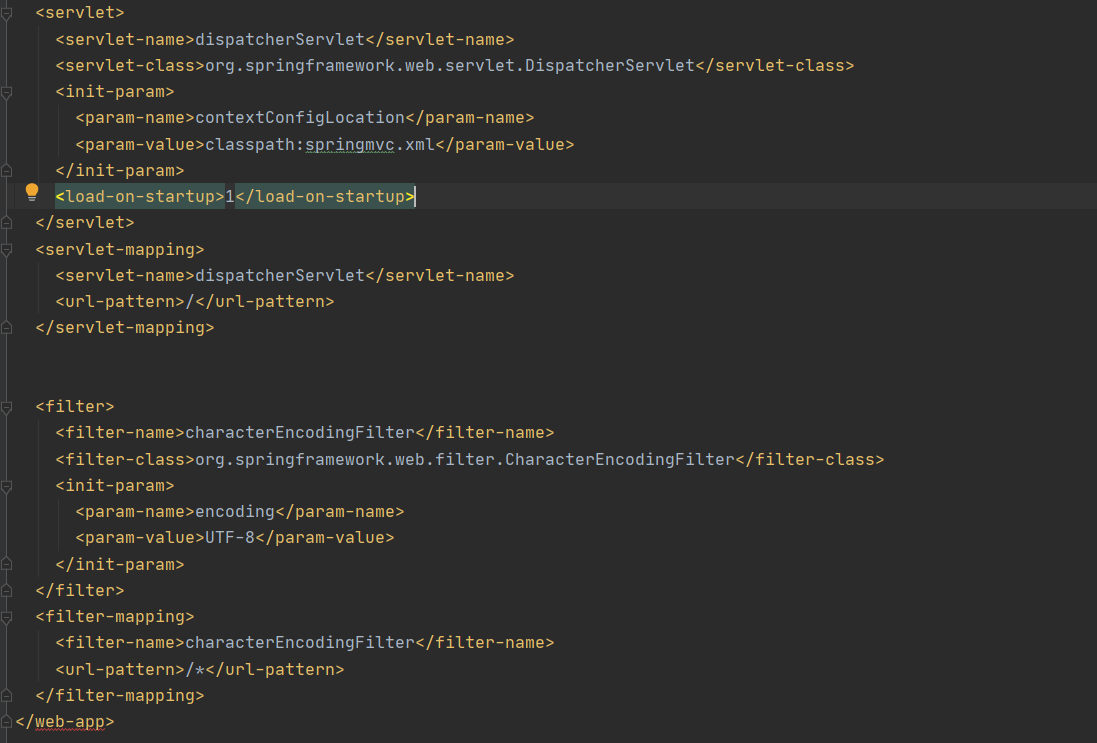 <servlet>
<servlet-name>dispatcherServlet</servlet-name>
<servlet-class>org.springframework.web.servlet.DispatcherServlet</servlet-class>
<init-param>
<param-name>contextConfigLocation</param-name>
<param-value>classpath:springmvc.xml</param-value>
</init-param>
<load-on-startup>1</load-on-startup>
</servlet>
<servlet-mapping>
<servlet-name>dispatcherServlet</servlet-name>
<url-pattern>/</url-pattern>
</servlet-mapping>
<filter>
<filter-name>characterEncodingFilter</filter-name>
<filter-class>org.springframework.web.filter.CharacterEncodingFilter</filter-class>
<init-param>
<param-name>encoding</param-name>
<param-value>UTF-8</param-value>
</init-param>
</filter>
<filter-mapping>
<filter-name>characterEncodingFilter</filter-name>
<url-pattern>/*</url-pattern>
</filter-mapping>
</web-app>